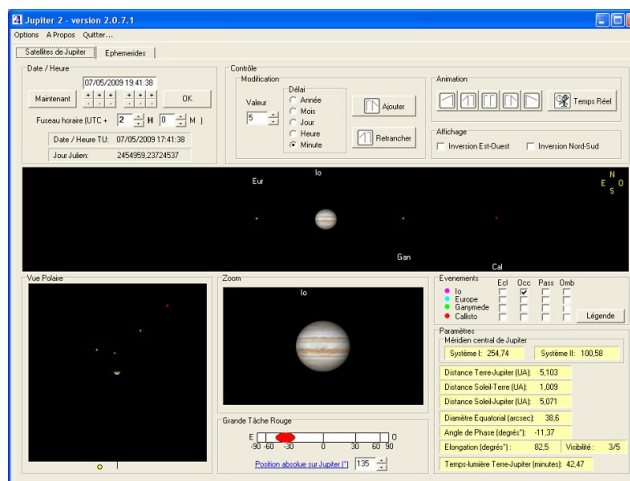 Jupiter 2 - version 2.0.7.1
Options A Propos Quitter...
Satellites de Jupiter Ephemerides
Date / Heure
07/05/2009 19:41:38
Maintenant + + + + + + OK
- - - - - -
Fuseau horaire (UTC + 2 H 0 M )
Date / Heure TU: 07/05/2009 17:41:38
Jour Julien: 2454959,23724537
Contrôle
Modification
Valeur
5
Délai
Année
Mois
Jour
Heure
Minute
Ajouter
Retrancher
Animation
Temps Réel
Affichage
Inversion Est-Ouest Inversion Nord-Sud
Eur
Io
Gan
Cal
N
E O
S
Vue Polaire
Zoom
Io
Grande Tâche Rouge
E O
-90 -60 -30 0 30 60 90
Position absolue sur Jupiter (°) 135
Evenements Ecl Occ Pass Omb
Io
Europe
Ganymede
Callisto
Légende
Paramètres
Méridien central de Jupiter
Système I: 254,74 Système II: 100,58
Distance Terre-Jupiter (UA): 5,103
Distance Soleil-Terre (UA): 1,009
Distance Soleil-Jupiter (UA): 5,071
Diamètre Equatorial (arcsec): 38,6
Angle de Phase (degrés°): -11,37
Elongation (degrés°) : 82,5 Visibilité : 3/5
Temps-lumière Terre-Jupiter (minutes): 42,47